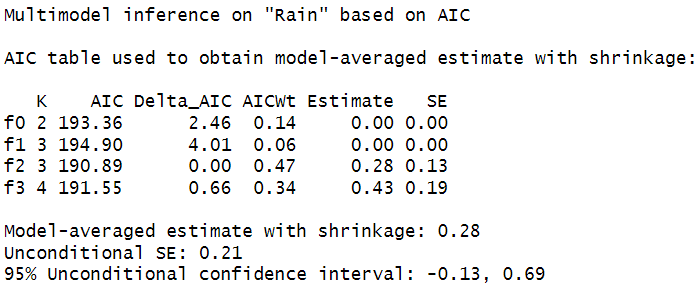 Multimodel inference on "Rain" based on AIC
AIC table used to obtain model-averaged estimate with shrinkage:
K AIC Delta_AIC AICWt Estimate SE
f0 2 193.36 2.46 0.14 0.00 0.00
f1 3 194.90 4.01 0.06 0.00 0.00
f2 3 190.89 0.00 0.47 0.28 0.13
f3 4 191.55 0.66 0.34 0.43 0.19
Model-averaged estimate with shrinkage: 0.28
Unconditional SE: 0.21
95% Unconditional confidence interval: -0.13, 0.69